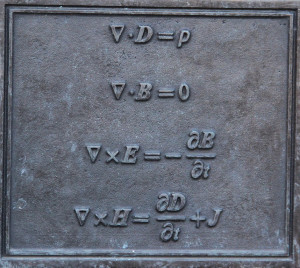 ∇·D=ρ
∇·B=0
∇×E=-∂B/∂t
∇×H=∂D/∂t+J